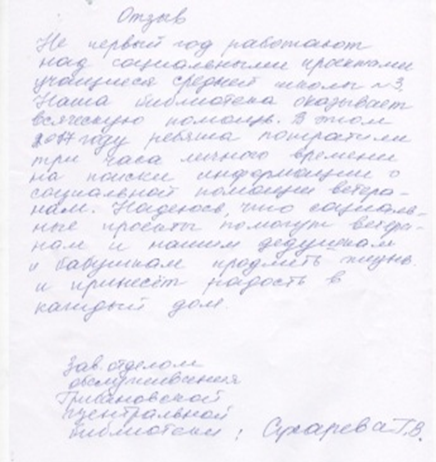 Отзыв
Не первый год работают
над социальными проектами
учащиеся средней школы №3.
Наша библиотека оказывает
всяческую помощь. В этом
2017 году ребята потратили
три часа личного времени
на поиски информации о
социальной помощи ветера-
нам. Надеюсь, что социаль-
ные проекты помогут ветера-
нам и нашим дедушкам
и бабушкам продлить жизнь
и принесёт радость в
каждый дом.
Зав. отделом
обслуживания
Грибановской
центральной
библиотеки: Сухарева Т.В.